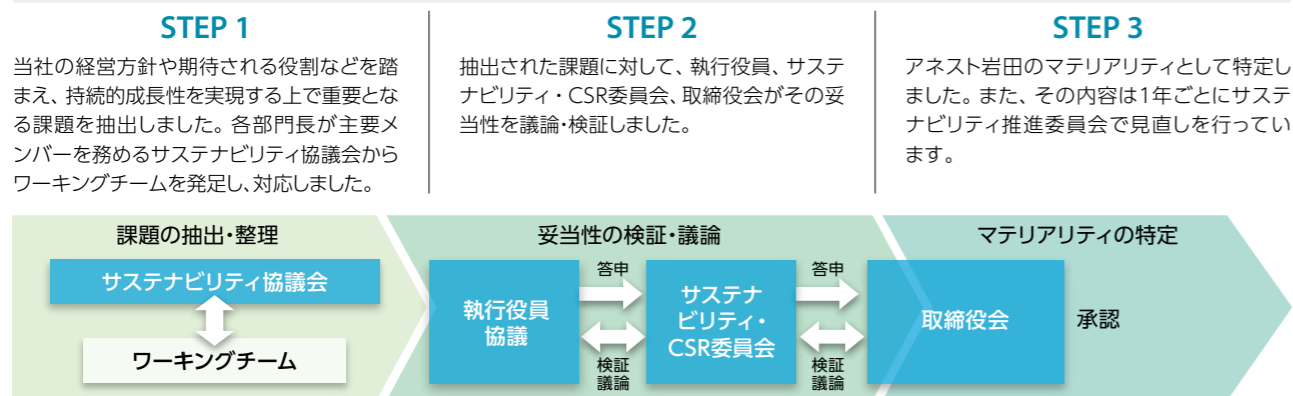 STEP 1
当社の経営方針や期待される役割などを踏
まえ、持続的成長性を実現する上で重要とな
る課題を抽出しました。各部門長が主要メ
ンバーを務めるサステナビリティ協議会から
ワーキングチームを発足し、対応しました。
STEP 2
抽出された課題に対して、執行役員、サステ
ナビリティ・CSR委員会、取締役会がその妥
当性を議論・検証しました。
STEP 3
アネスト岩田のマテリアリティとして特定し
ました。また、その内容は1年ごとにサステ
ナビリティ推進委員会で見直しを行ってい
ます。
課題の抽出・整理
サステナビリティ協議会
ワーキングチーム
妥当性の検証・議論
執行役員
協議
答申
検証
議論
サステナ
ビリティ・
CSR委員会
答申
検証
議論
マテリアリティの特定
取締役会
承認